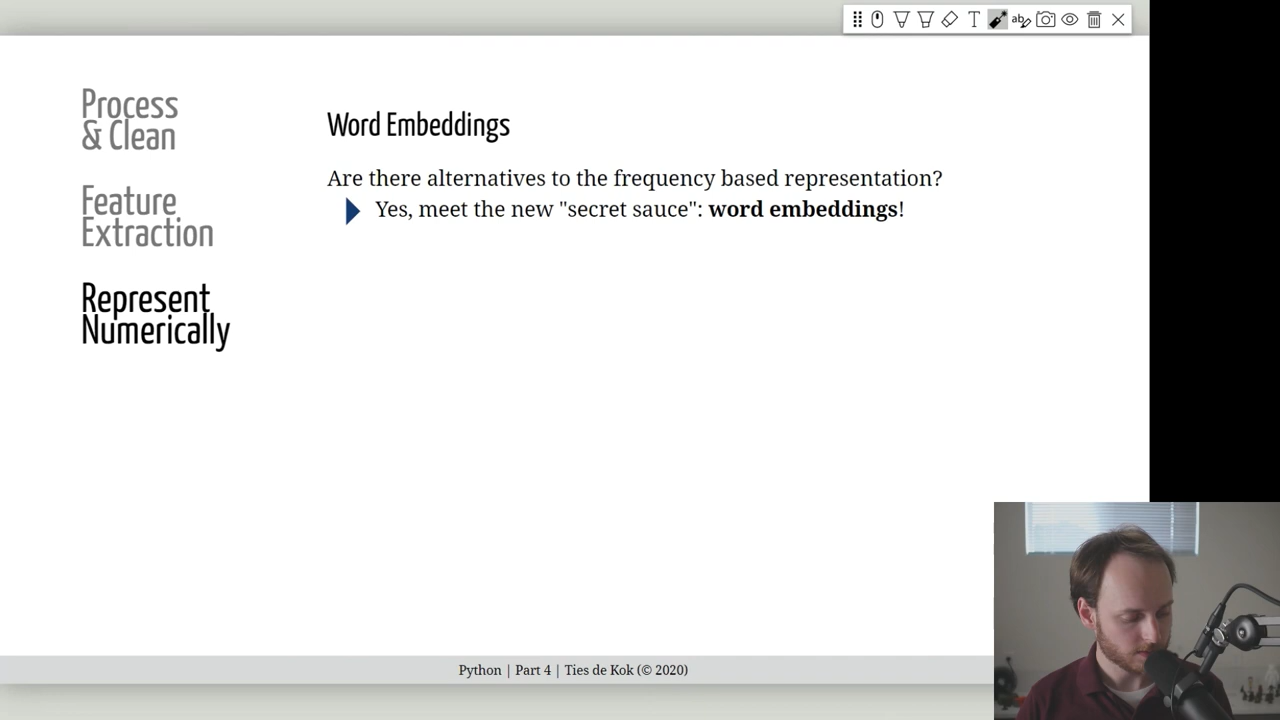 Process
& Clean
Feature
Extraction
Represent
Numerically
Word Embeddings
Are there alternatives to the frequency based representation?
Yes, meet the new "secret sauce": word embeddings!
Python | Part 4 | Ties de Kok (© 2020)
T
ab